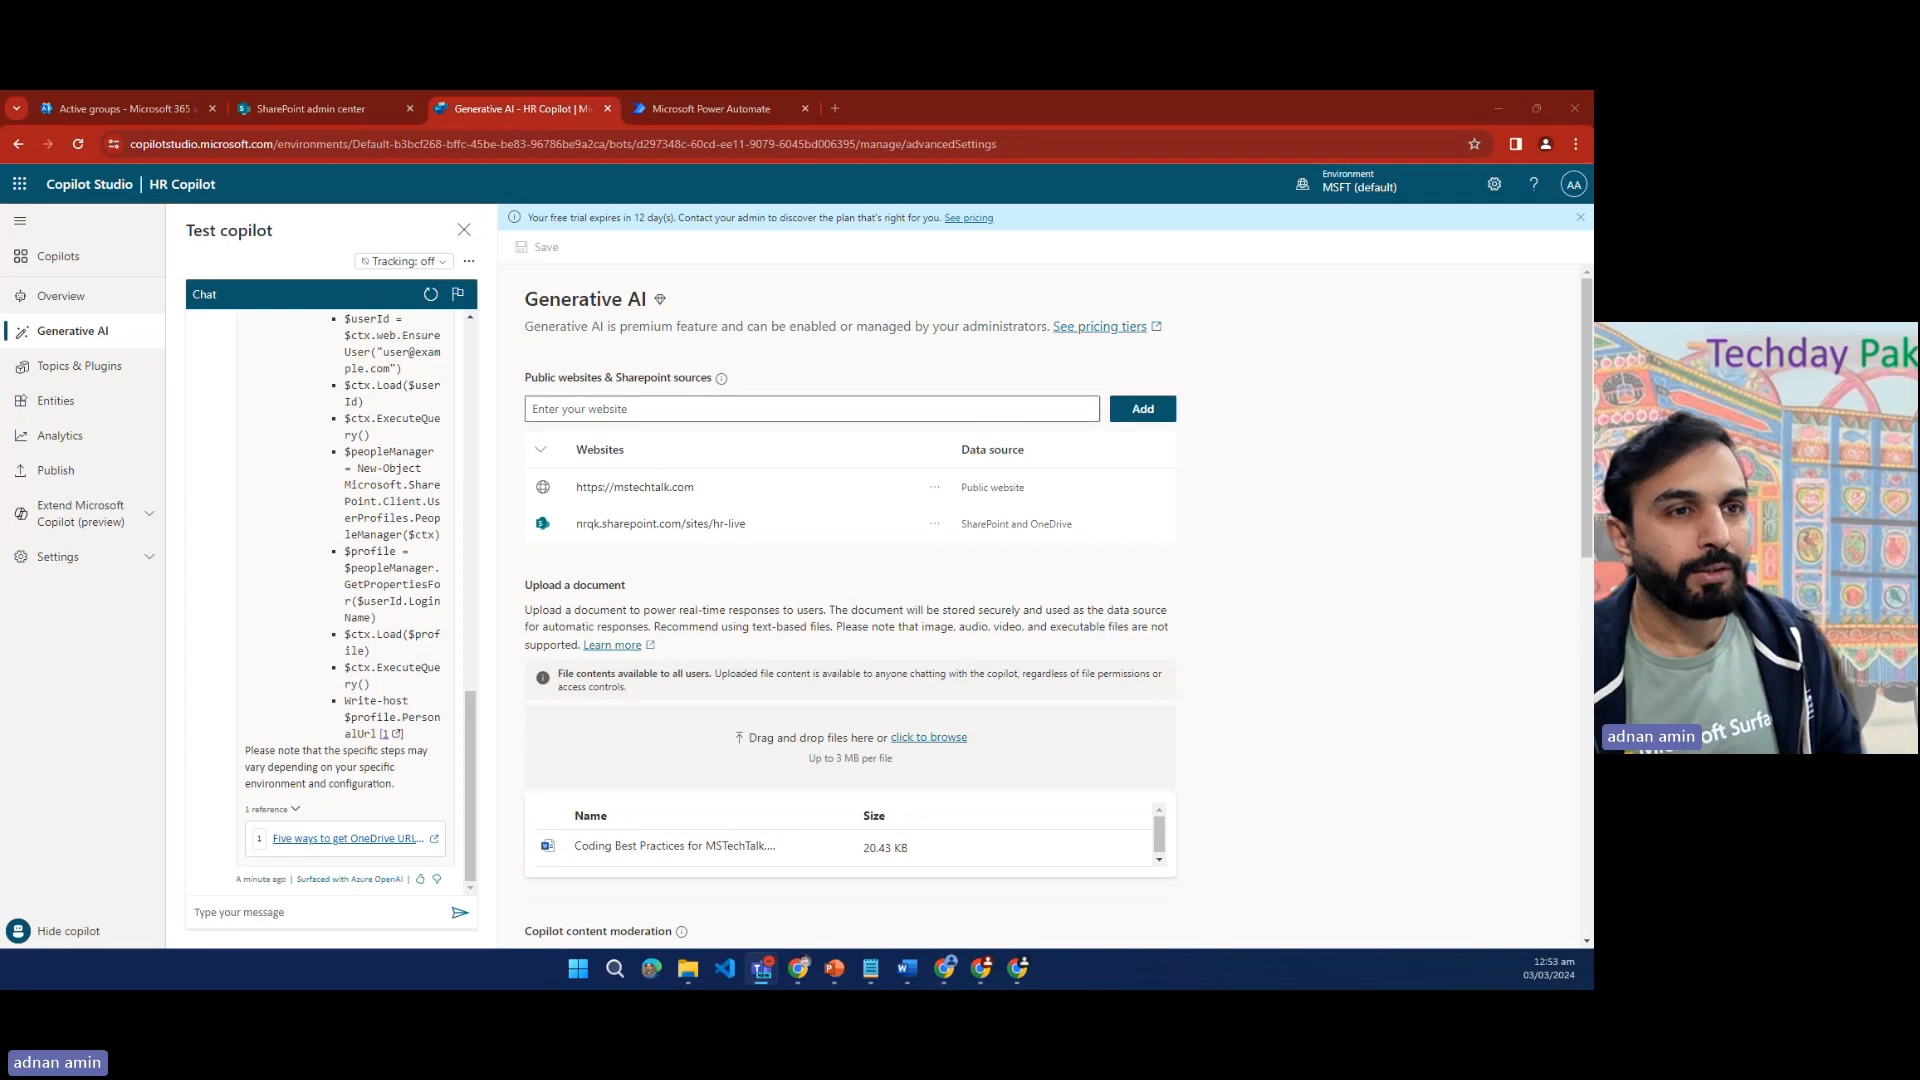 Active groups - Microsoft 365 a
SharePoint admin center
Generative AI - HR Copilot | Mi
Microsoft Power Automate
copilotstudio.microsoft.com/environments/Default-b3bcf268-bffc-45be-be83-96786be9a2ca/bots/d297348c-60cd-ee11-9079-6045bd006395/manage/advancedSettings
Copilot Studio | HR Copilot
Environment
MSFT (default)
?
AA
Copilots
Overview
Generative AI
Topics & Plugins
Entities
Analytics
Publish
Extend Microsoft
Copilot (preview)
Settings
Hide copilot
Test copilot
Tracking: off
Chat
$userId =
$ctx.web.Ensure
User("user@exam
ple.com")
$ctx.Load($user
Id)
$ctx.ExecuteQue
ry()
$peopleManager
= New-Object
Microsoft.Share
Point.Client.Us
erProfiles.Peop
leManager($ctx)
$profile =
$peopleManager.
GetPropertiesFo
r($userId.Login
Name)
$ctx.Load($prof
ile)
$ctx.ExecuteQue
ry()
Write-host
$profile.Person
alUrl [1]
Please note that the specific steps may
vary depending on your specific
environment and configuration.
1 reference
1 Five ways to get OneDrive URL...
A minute ago | Surfaced with Azure OpenAI |
Type your message
Your free trial expires in 12 day(s). Contact your admin to discover the plan that's right for you. See pricing
Save
Generative AI
Generative AI is premium feature and can be enabled or managed by your administrators. See pricing tiers
Public websites & Sharepoint sources
Enter your website
Add
Websites
Data source
https://mstechtalk.com
Public website
nrqk.sharepoint.com/sites/hr-live
SharePoint and OneDrive
Upload a document
Upload a document to power real-time responses to users. The document will be stored securely and used as the data source
for automatic responses. Recommend using text-based files. Please note that image, audio, video, and executable files are not
supported. Learn more
File contents available to all users. Uploaded file content is available to anyone chatting with the copilot, regardless of file permissions or
access controls.
Drag and drop files here or click to browse
Up to 3 MB per file
Name
Size
Coding Best Practices for MSTechTalk....
20.43 KB
Copilot content moderation
12:53 am
03/03/2024
Techday Pak
oft Surfa
adnan amin
adnan amin